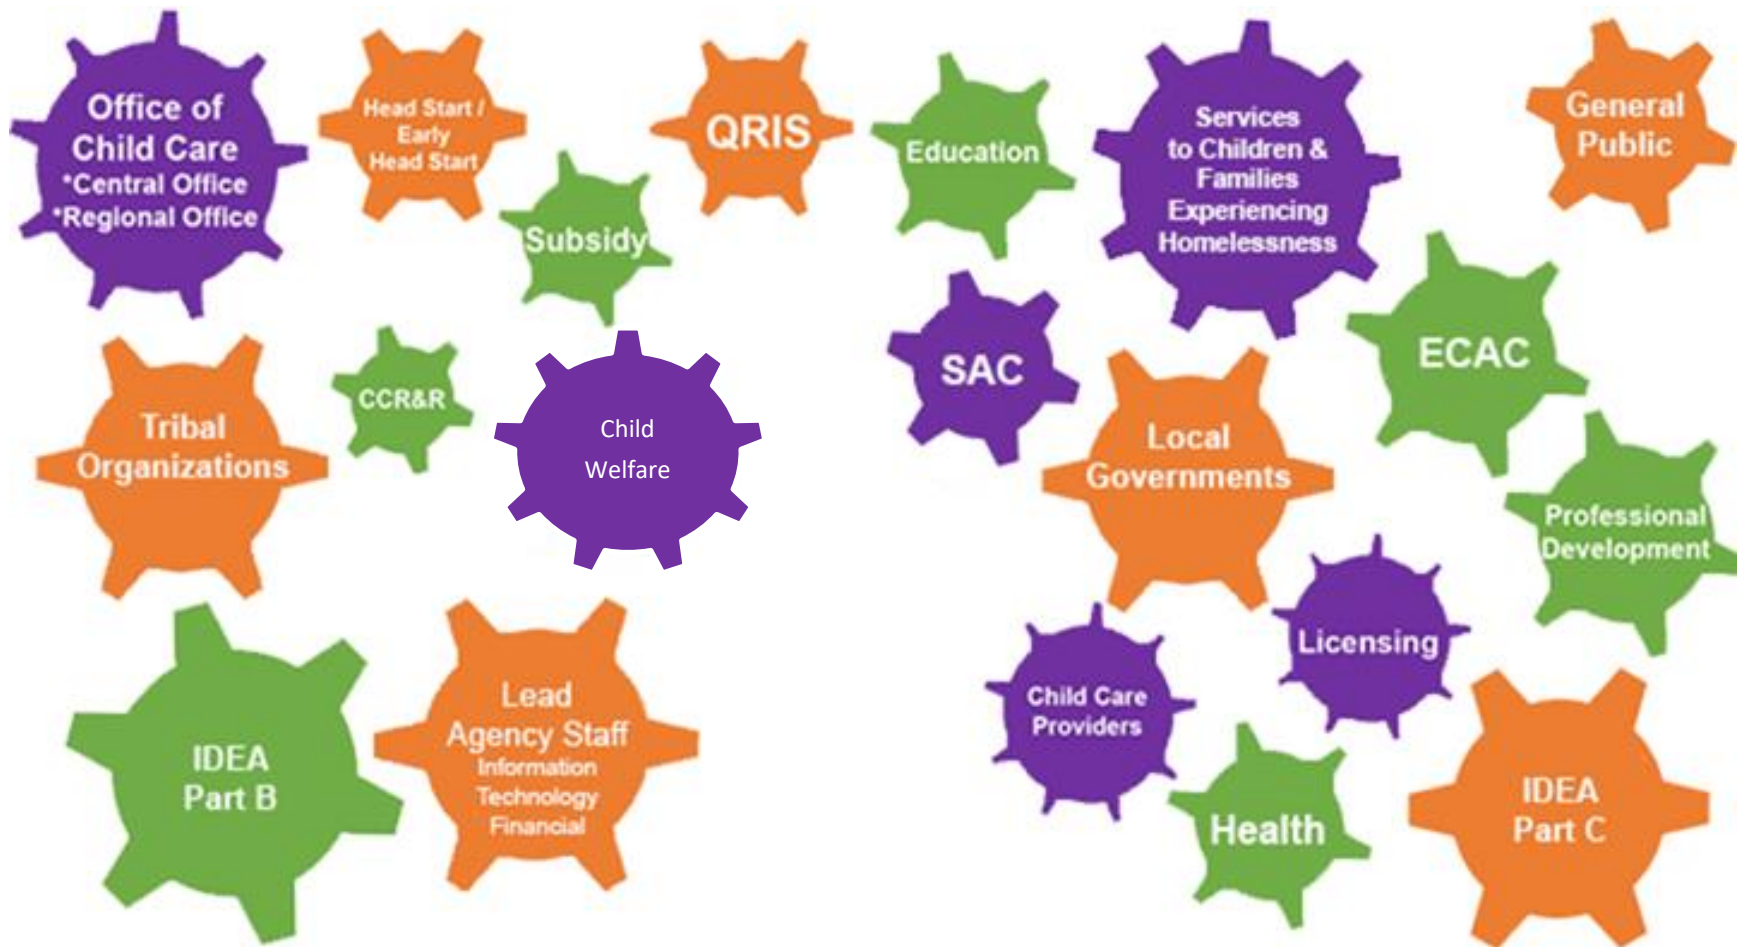 Office of
Child Care
*Central Office
*Regional Office
Head Start /
Early
Head Start
Subsidy
QRIS
Education
Services
to Children &
Families
Experiencing
Homelessness
General
Public
SAC
ECAC
Tribal
Organizations
CCR&R
Child
Welfare
Local
Governments
Professional
Development
Licensing
Child Care
Providers
IDEA
Part B
Lead
Agency Staff
Information
Technology
Financial
Health
IDEA
Part C